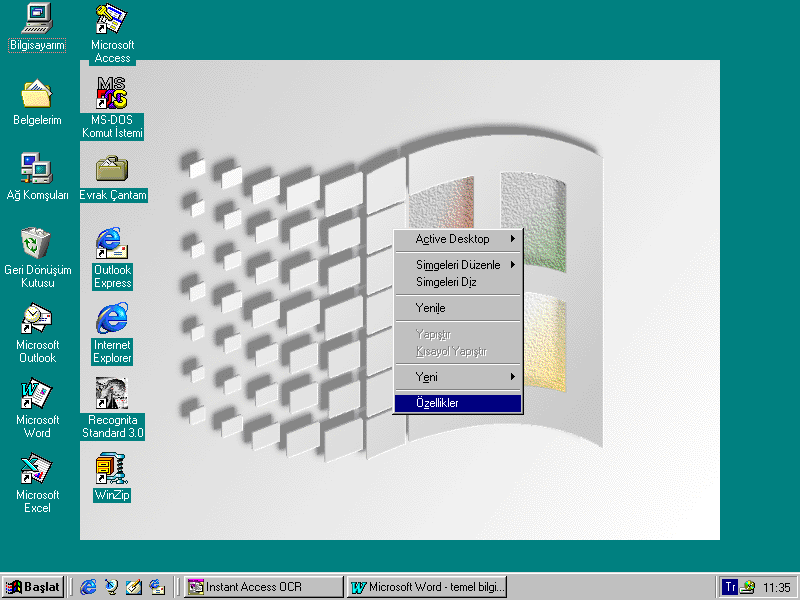 Bilgisayarım
Microsoft
Access
Belgelerim
MS
MS-DOS
Komut İstemi
Ağ Komşuları
Evrak Çantam
Geri Dönüşüm
Kutusu
Outlook
Express
Microsoft
Outlook
Internet
Explorer
Microsoft
Word
Recognita
Standard 3.0
Microsoft
Excel
WinZip
Active Desktop
Simgeleri Düzenle
Simgeleri Diz
Yenile
Yapıştır
Kısayol Yapıştır
Yeni
Özellikler
Başlat
Instant Access OCR
Microsoft Word - temel bilgi...
Tr
11:35